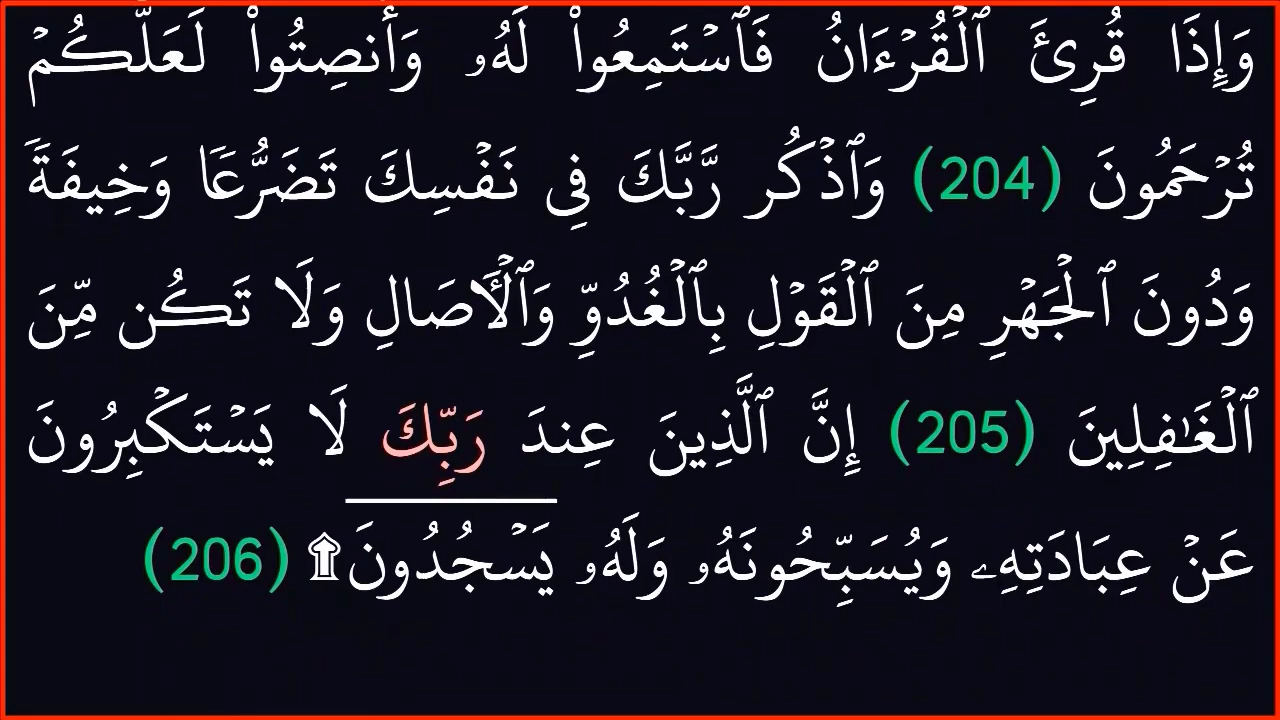 وَإِذَا قُرِئَ ٱلْقُرْءَانُ فَٱسْتَمِعُوا۟ لَهُۥ وَأَنصِتُوا۟ لَعَلَّكُمْ
تُرْحَمُونَ (204) وَٱذْكُر رَّبَّكَ فِى نَفْسِكَ تَضَرُّعًا وَخِيفَةً
وَدُونَ ٱلْجَهْرِ مِنَ ٱلْقَوْلِ بِٱلْغُدُوِّ وَٱلْـَٔاصَالِ وَلَا تَكُن مِّنَ
ٱلْغَـٰفِلِينَ (205) إِنَّ ٱلَّذِينَ عِندَ رَبِّكَ لَا يَسْتَكْبِرُونَ
عَنْ عِبَادَتِهِۦ وَيُسَبِّحُونَهُۥ وَلَهُۥ يَسْجُدُونَ ۩ (206)